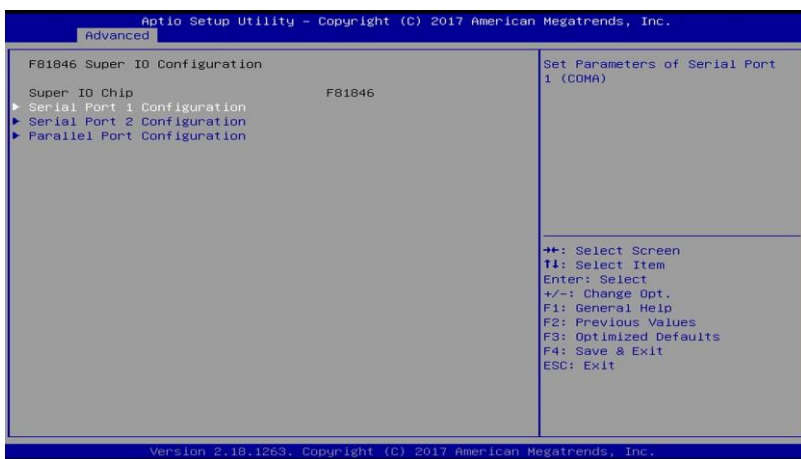 Aptio Setup Utility – Copyright (C) 2017 American Megatrends, Inc.
Advanced
F81846 Super IO Configuration
Super IO Chip F81846
▶ Serial Port 1 Configuration
▶ Serial Port 2 Configuration
▶ Parallel Port Configuration
Set Parameters of Serial Port
1 (COMA)
→←: Select Screen
↑↓: Select Item
Enter: Select
+/-: Change Opt.
F1: General Help
F2: Previous Values
F3: Optimized Defaults
F4: Save & Exit
ESC: Exit
Version 2.18.1263. Copyright (C) 2017 American Megatrends, Inc.